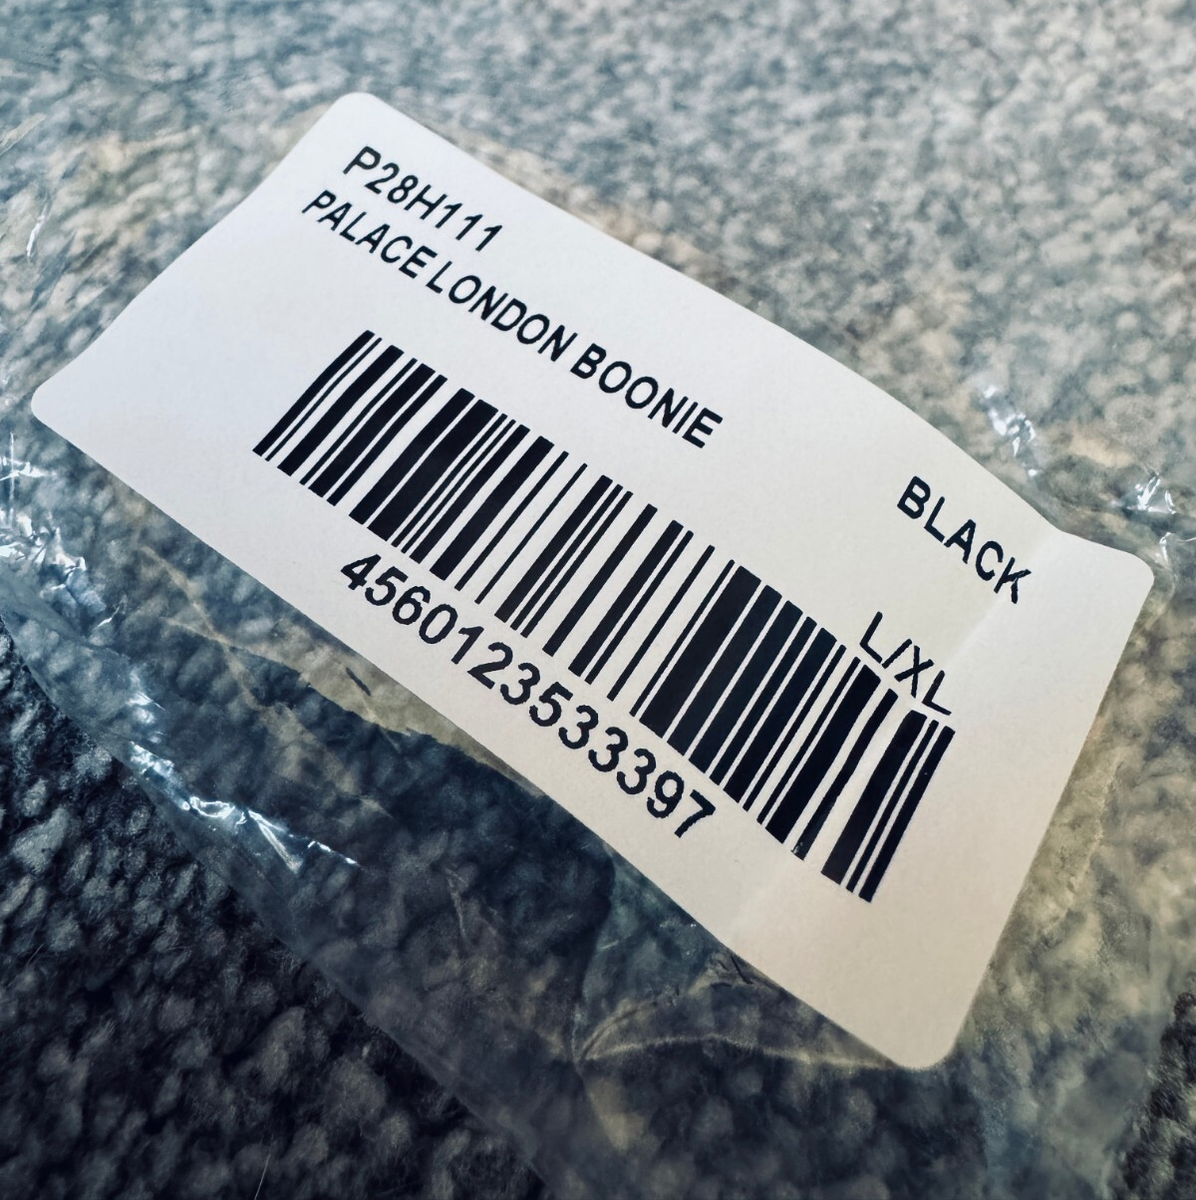 P28H111
PALACE LONDON BOONIE
BLACK
L/XL
4560123533397